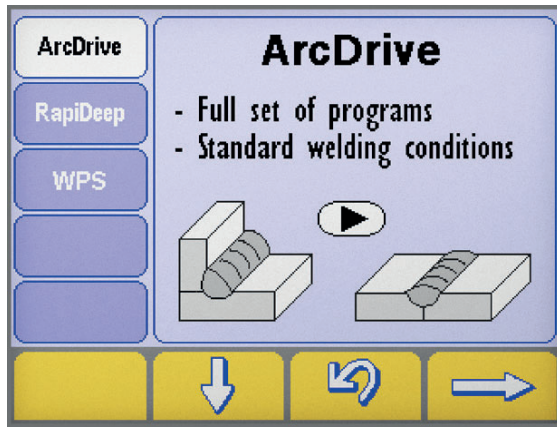 ArcDrive
RapiDeep
WPS
ArcDrive
- Full set of programs
- Standard welding conditions